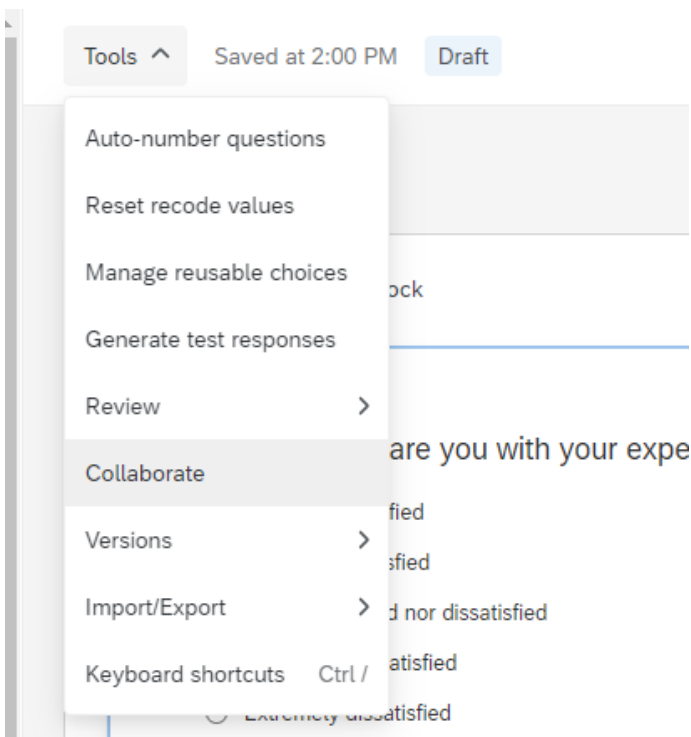 Tools Saved at 2:00 PM Draft
Auto-number questions
Reset recode values
Manage reusable choices
ock
Generate test responses
Review
are you with your expe
Collaborate
fied
Versions
sfied
Import/Export
d nor dissatisfied
atisfied
Keyboard shortcuts Ctrl /
Extremely dissatisfied